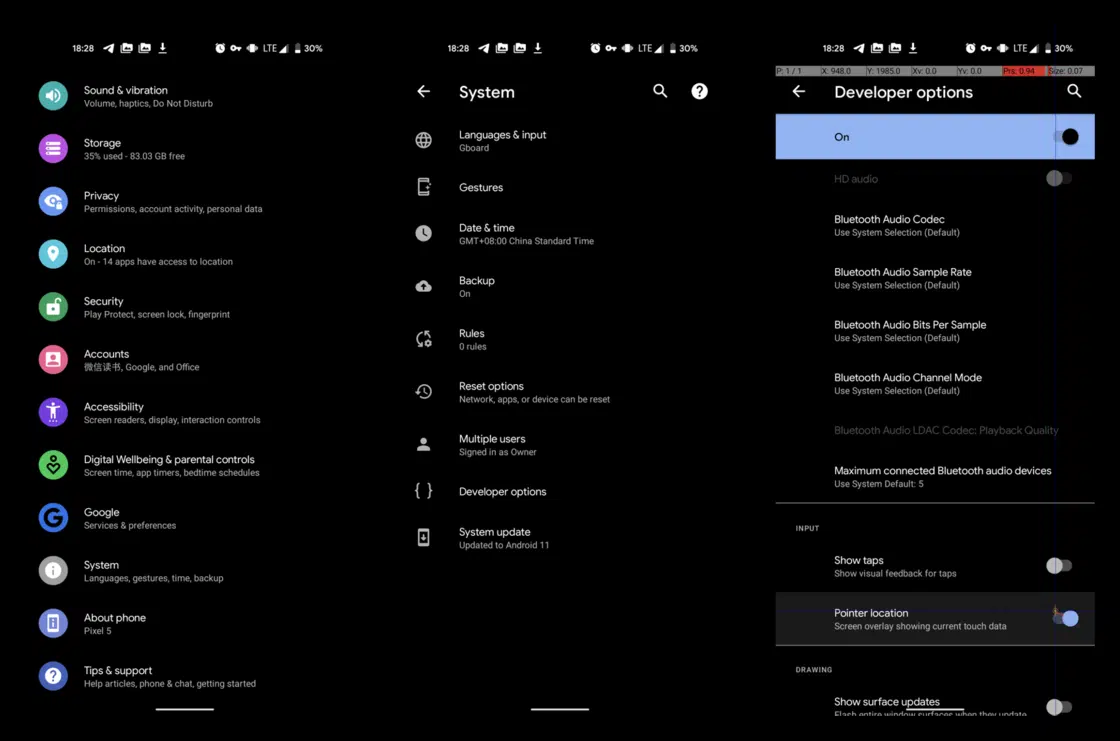 18:28 LTE 30%
Sound & vibration
Volume, haptics, Do Not Disturb
Storage
35% used - 83.03 GB free
Privacy
Permissions, account activity, personal data
Location
On - 14 apps have access to location
Security
Play Protect, screen lock, fingerprint
Accounts
微信读书, Google, and Office
Accessibility
Screen readers, display, interaction controls
Digital Wellbeing & parental controls
Screen time, app timers, bedtime schedules
Google
Services & preferences
System
Languages, gestures, time, backup
About phone
Pixel 5
Tips & support
Help articles, phone & chat, getting started
18:28 LTE 30%
System
Languages & input
Gboard
Gestures
Date & time
GMT+08:00 China Standard Time
Backup
On
Rules
0 rules
Reset options
Network, apps, or device can be reset
Multiple users
Signed in as Owner
Developer options
System update
Updated to Android 11
18:28 LTE 30%
P: 1 / 1 X: 948.0 Y: 1985.0 Xv: 0.0 Yv: 0.0 Prs: 0.94 Size: 0.07
Developer options
On
HD audio
Bluetooth Audio Codec
Use System Selection (Default)
Bluetooth Audio Sample Rate
Use System Selection (Default)
Bluetooth Audio Bits Per Sample
Use System Selection (Default)
Bluetooth Audio Channel Mode
Use System Selection (Default)
Bluetooth Audio LDAC Codec: Playback Quality
Maximum connected Bluetooth audio devices
Use System Default: 5
INPUT
Show taps
Show visual feedback for taps
Pointer location
Screen overlay showing current touch data
DRAWING
Show surface updates
Flash entire window surfaces when they update